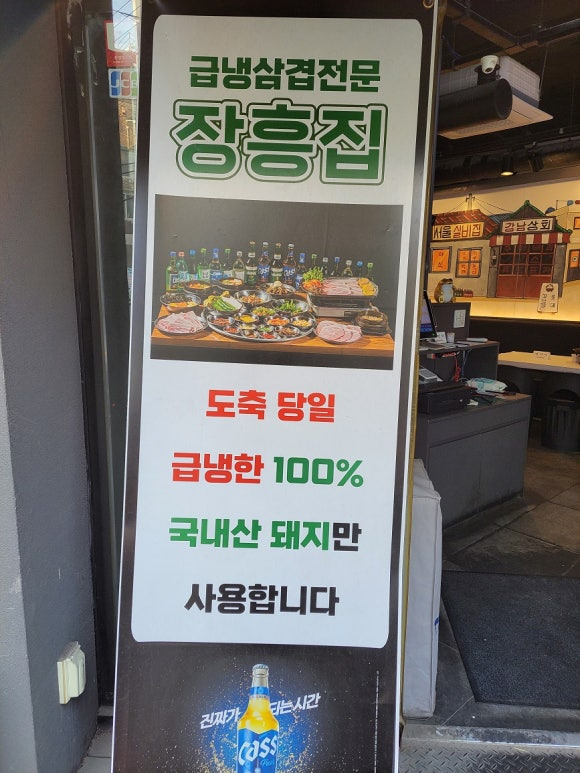 급냉삼겹전문
장흥집
도축 당일
급냉한 100%
국내산 돼지만
사용합니다
진짜가 되는시간
Cass
서울실비집
강남상회
JCB